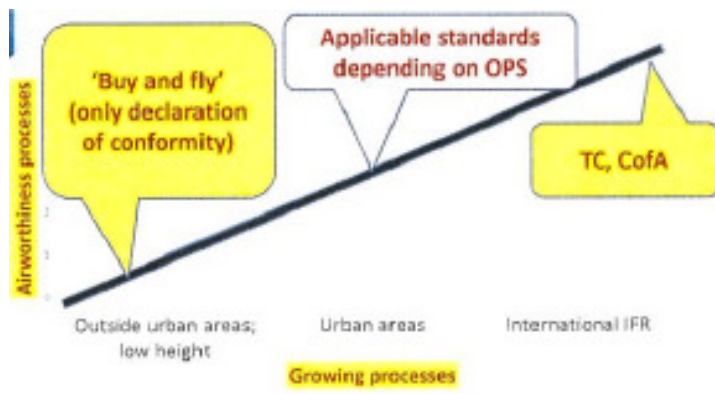 'Buy and fly'
(only declaration
of conformity)
Applicable standards
depending on OPS
TC, CofA
Airworthiness processes
Outside urban areas;
low height
Urban areas
International IFR
Growing processes